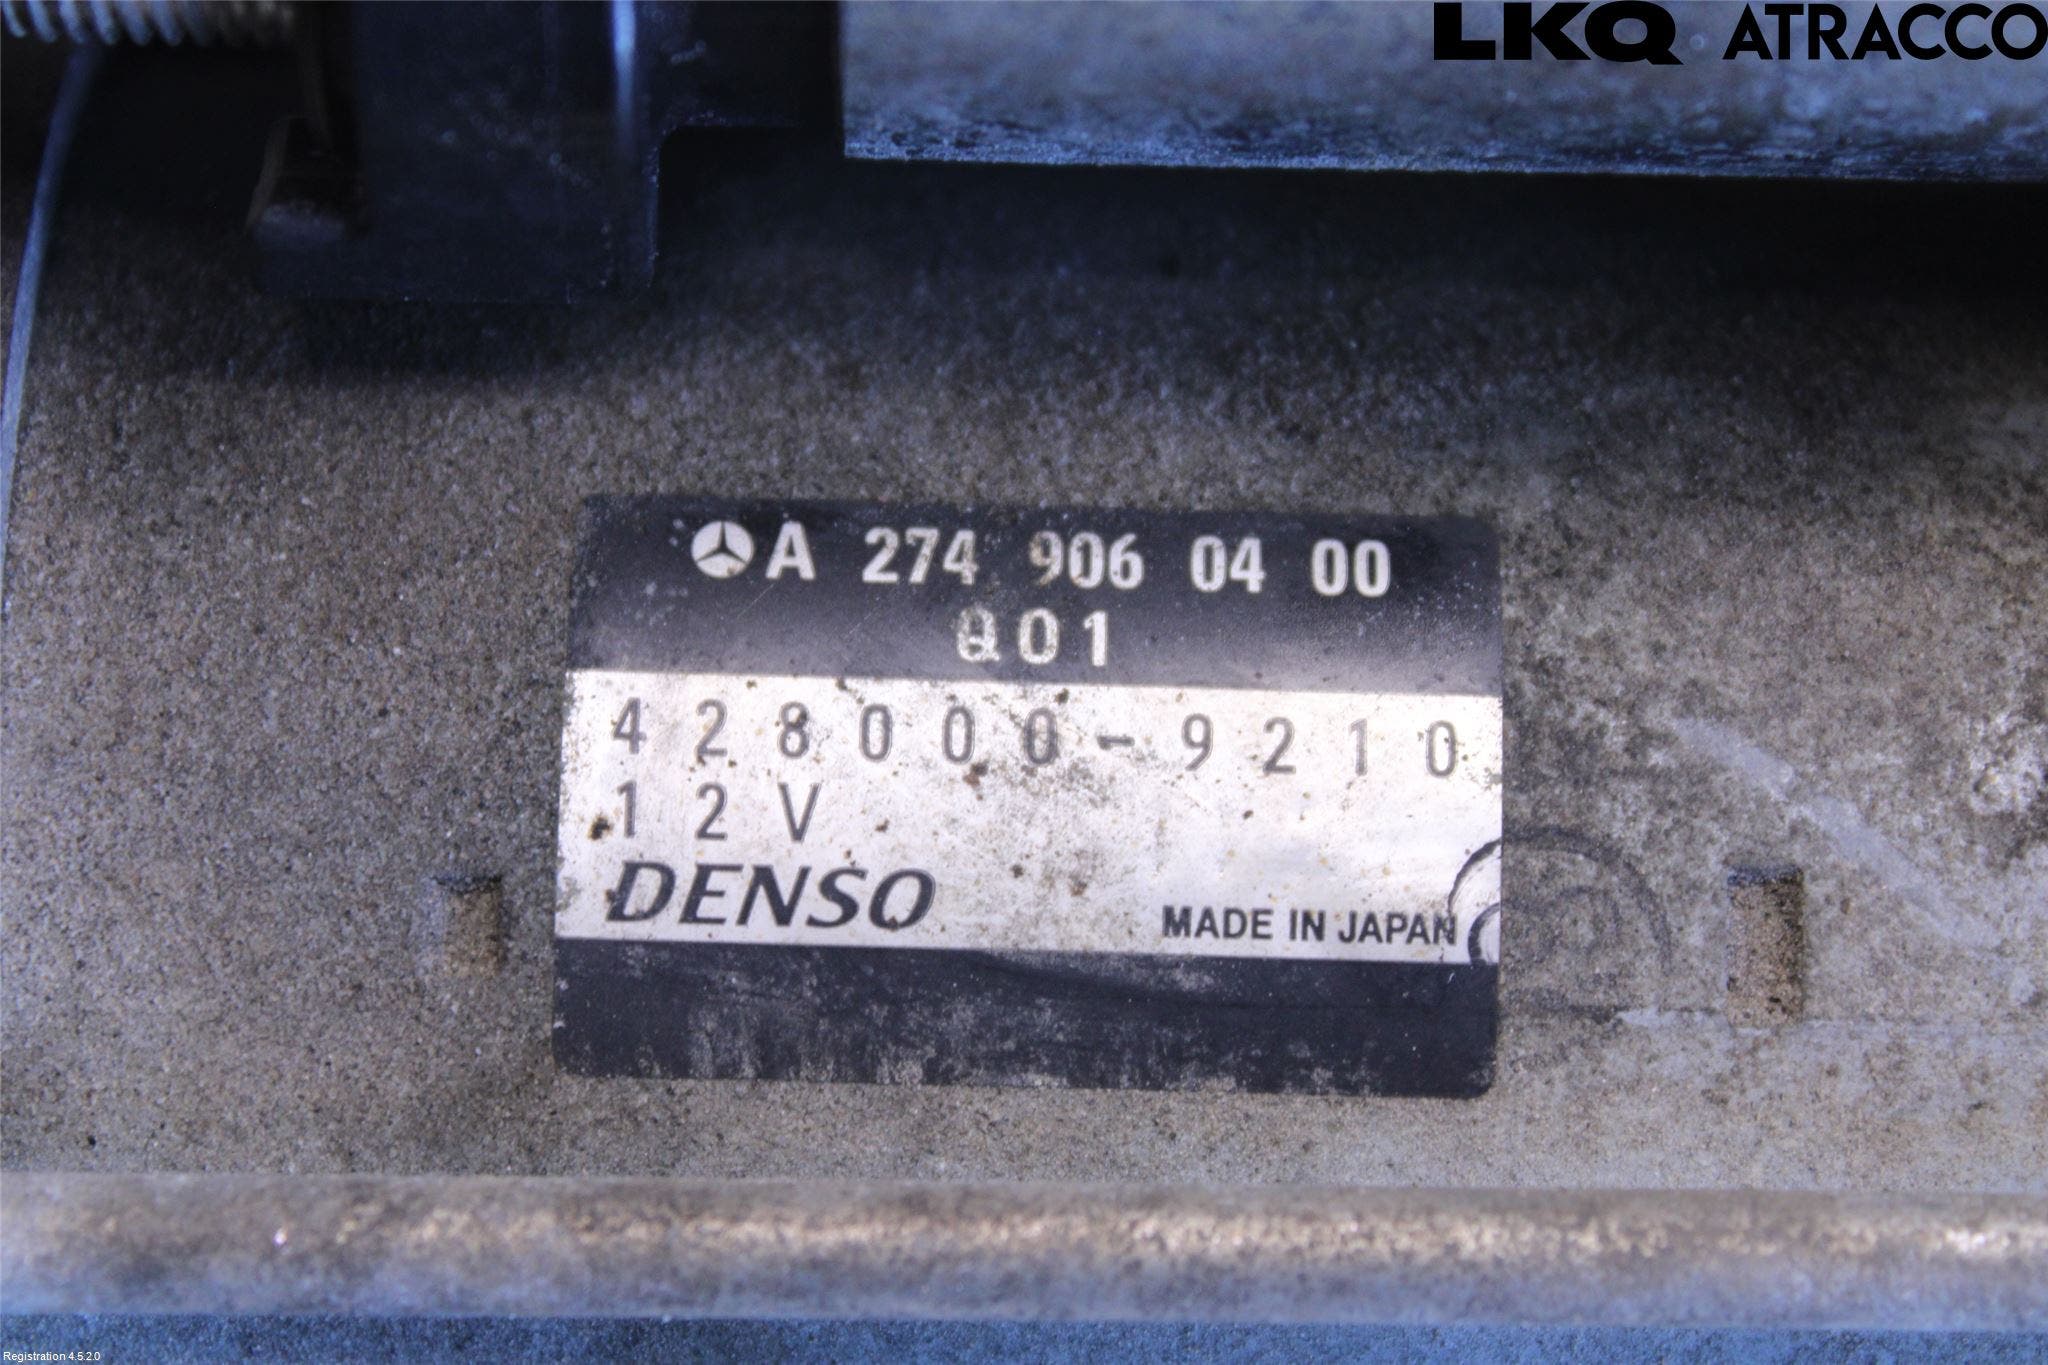 LKQ ATRACCO
A 274 906 04 00
Q01
428000-9210
12V
DENSO
MADE IN JAPAN
Registration 4.5.2.0